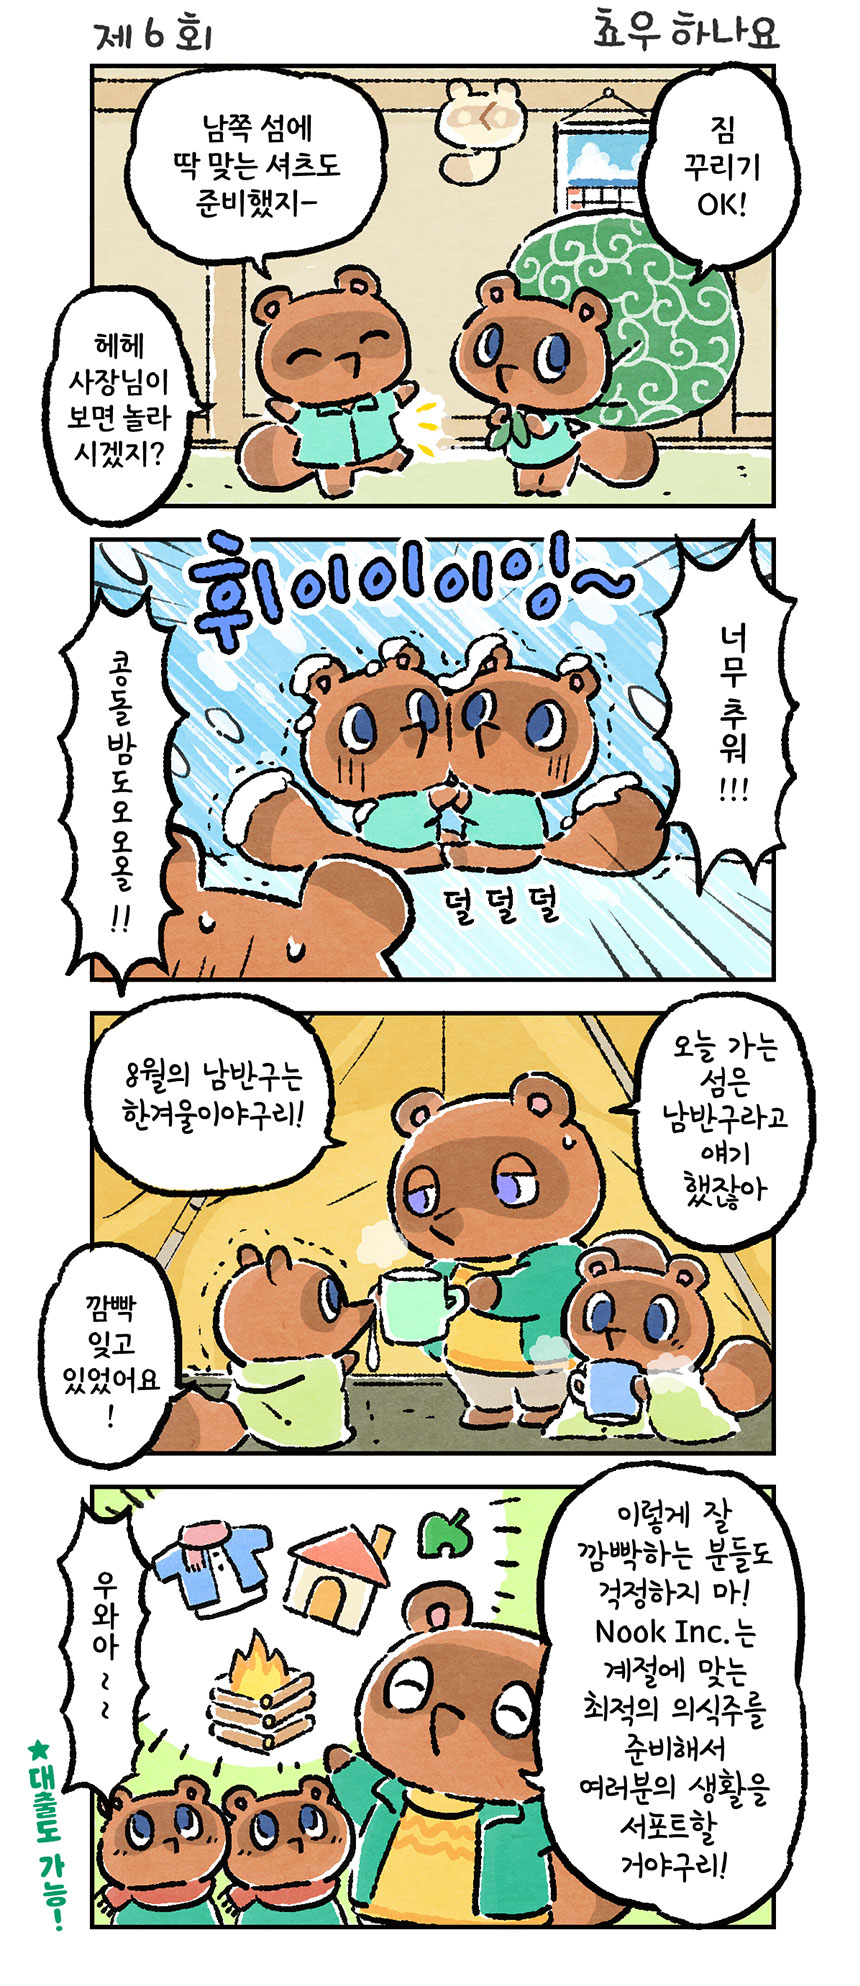 제 6 회
쵸우 하나요
짐
꾸리기
OK!
남쪽 섬에
딱 맞는 셔츠도
준비했지-
헤헤
사장님이
보면 놀라
시겠지?
휘이이이잉~
너무 추워!!!
콩돌밤도오오올!!
덜 덜 덜
오늘 가는
섬은
남반구라고
얘기
했잖아
8월의 남반구는
한겨울이야구리!
깜빡
잊고
있었어요
!
이렇게 잘
깜빡하는 분들도
걱정하지 마!
Nook Inc.는
계절에 맞는
최적의 의식주를
준비해서
여러분의 생활을
서포트할
거야구리!
우와아~~
★대출도 가능!